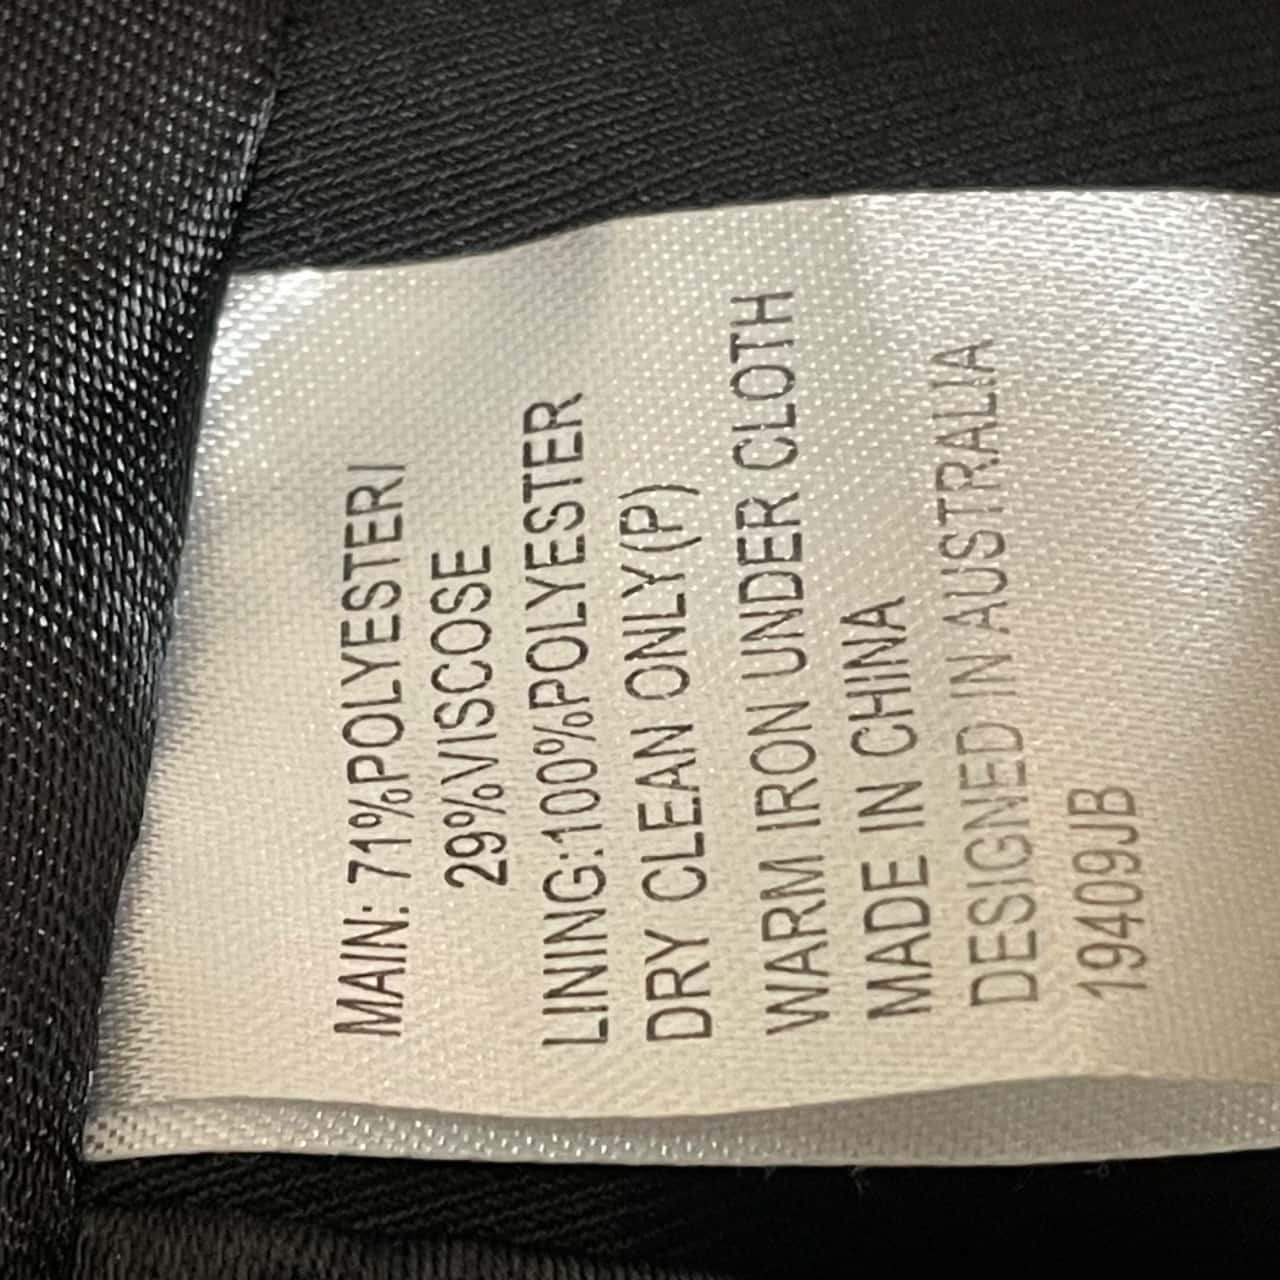 MAIN: 71%POLYESTER/
29%VISCOSE
LINING:100%POLYESTER
DRY CLEAN ONLY(P)
WARM IRON UNDER CLOTH
MADE IN CHINA
DESIGNED IN AUSTRALIA
19409JB